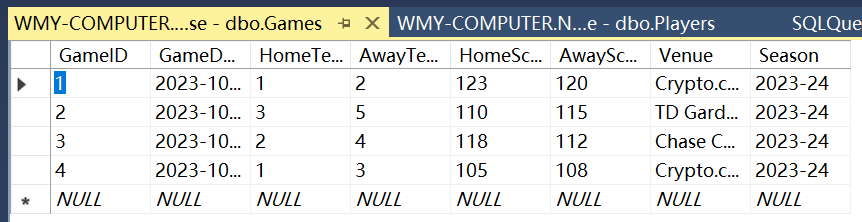 WMY-COMPUTER....se - dbo.Games WMY-COMPUTER.N...e - dbo.Players SQLQue
GameID GameD... HomeTe... AwayTe... HomeSc... AwaySc... Venue Season
1 2023-10... 1 2 123 120 Crypto.c... 2023-24
2 2023-10... 3 5 110 115 TD Gard... 2023-24
3 2023-10... 2 4 118 112 Chase C... 2023-24
4 2023-10... 1 3 105 108 Crypto.c... 2023-24
NULL NULL NULL NULL NULL NULL NULL NULL